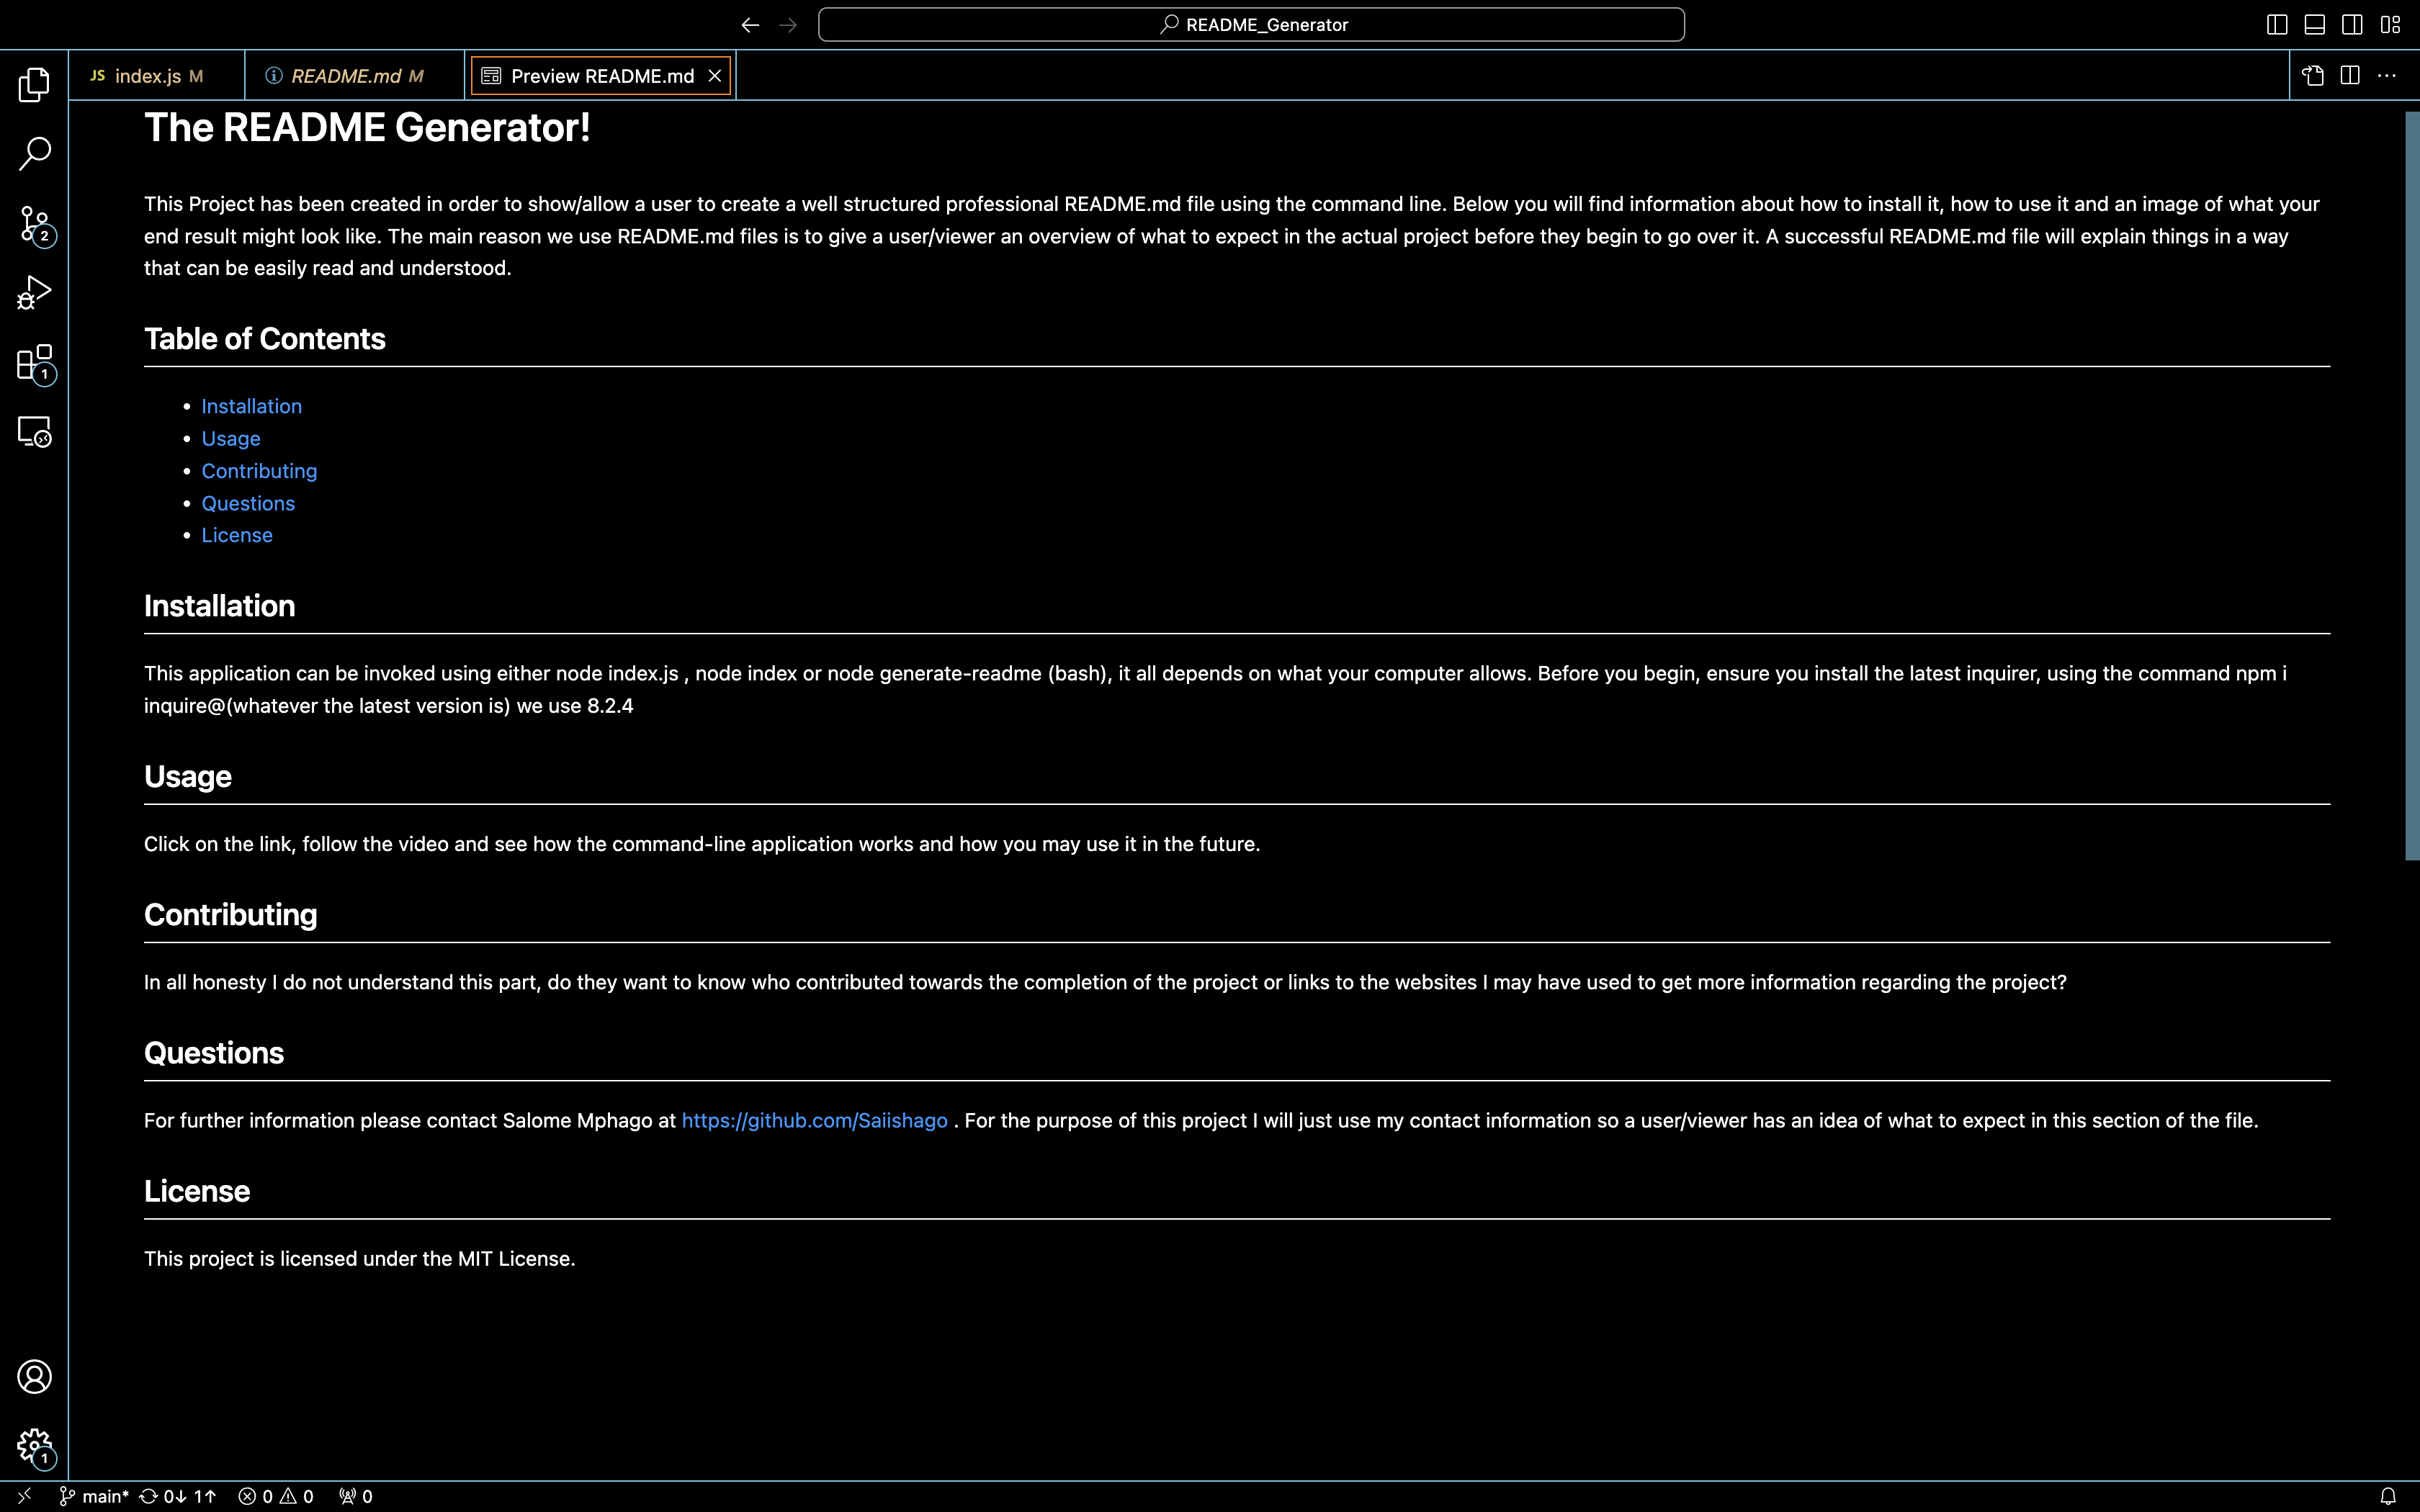 README_Generator
JS index.js M
README.md M
Preview README.md
The README Generator!
This Project has been created in order to show/allow a user to create a well structured professional README.md file using the command line. Below you will find information about how to install it, how to use it and an image of what your
end result might look like. The main reason we use README.md files is to give a user/viewer an overview of what to expect in the actual project before they begin to go over it. A successful README.md file will explain things in a way
that can be easily read and understood.
Table of Contents
• Installation
• Usage
• Contributing
• Questions
• License
Installation
This application can be invoked using either node index.js , node index or node generate-readme (bash), it all depends on what your computer allows. Before you begin, ensure you install the latest inquirer, using the command npm i
inquire@(whatever the latest version is) we use 8.2.4
Usage
Click on the link, follow the video and see how the command-line application works and how you may use it in the future.
Contributing
In all honesty I do not understand this part, do they want to know who contributed towards the completion of the project or links to the websites I may have used to get more information regarding the project?
Questions
For further information please contact Salome Mphago at https://github.com/Saiishago . For the purpose of this project I will just use my contact information so a user/viewer has an idea of what to expect in this section of the file.
License
This project is licensed under the MIT License.
2
1
1
main* 0↓ 1↑ 0 0 0